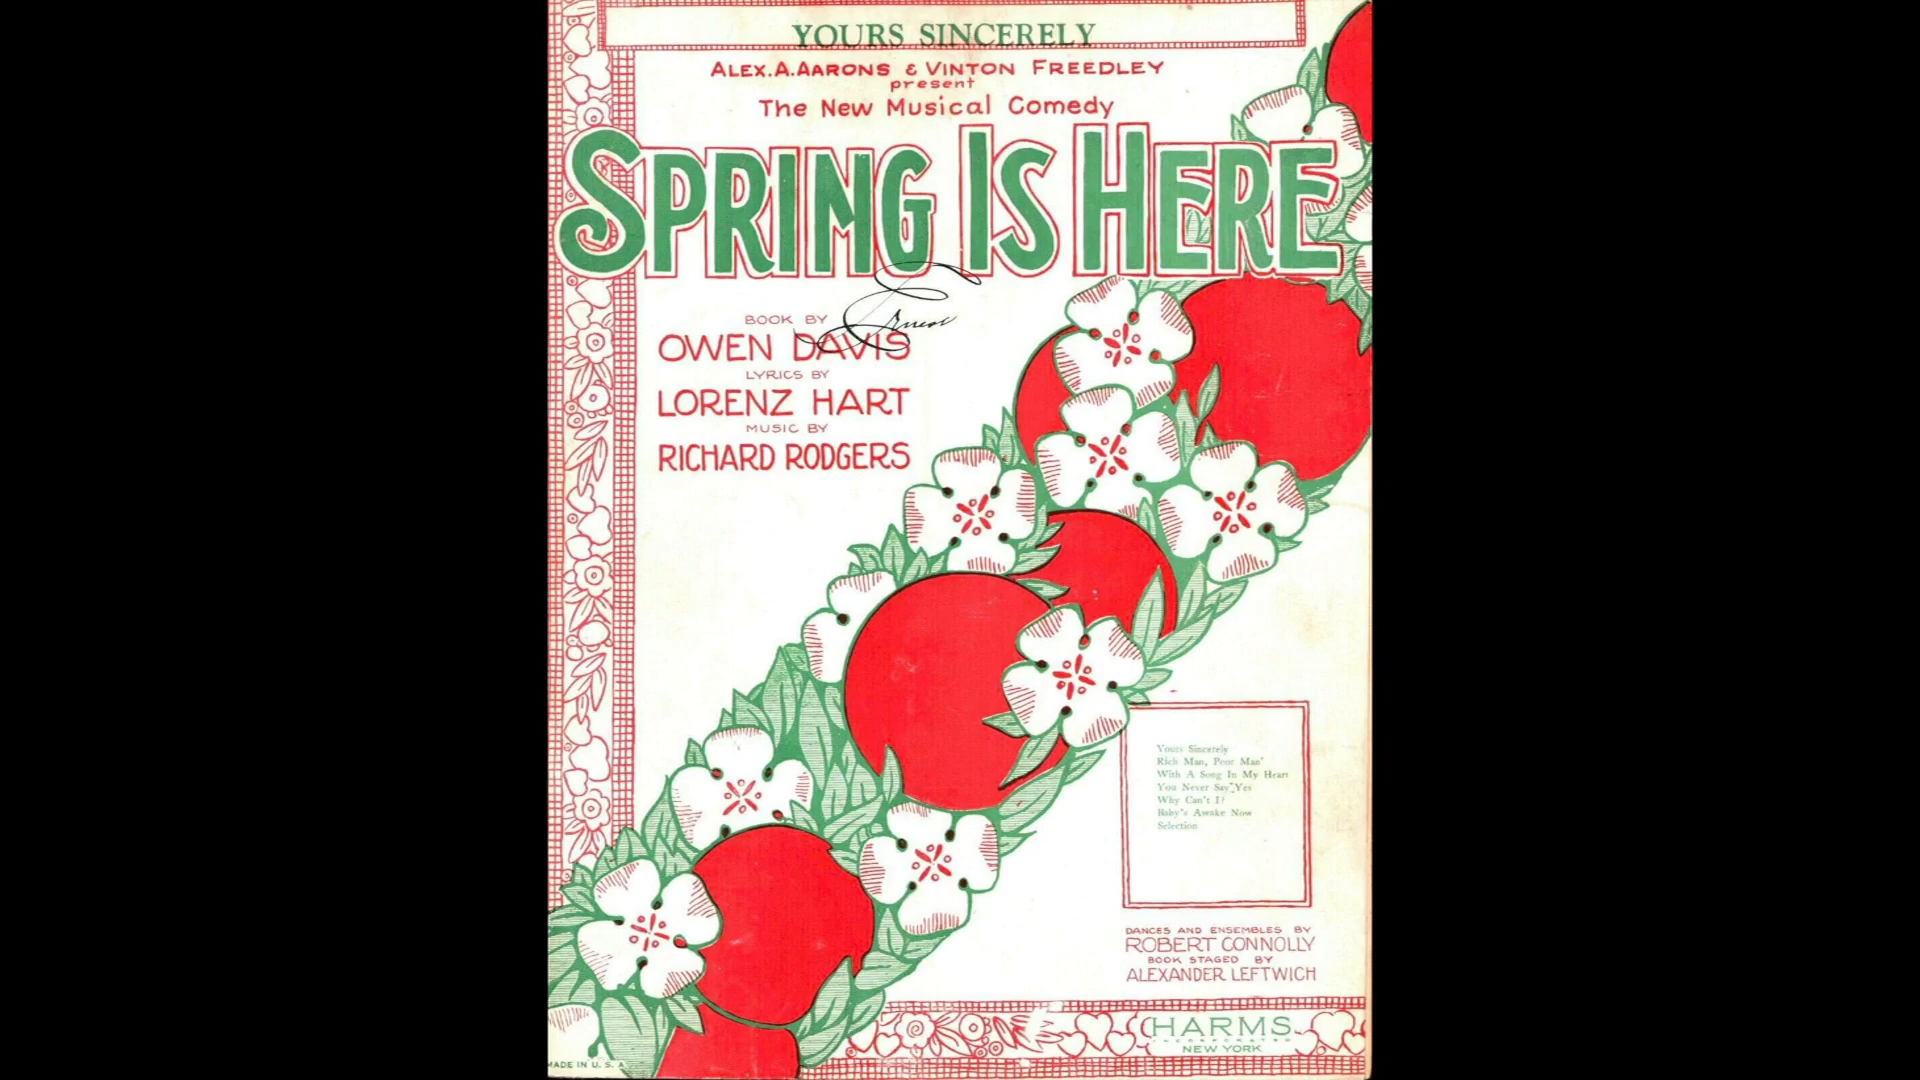 YOURS SINCERELY
ALEX.A.AARONS & VINTON FREEDLEY
present
The New Musical Comedy
SPRING IS HERE
BOOK BY
OWEN DAVIS
LYRICS BY
LORENZ HART
MUSIC BY
RICHARD RODGERS
Yours Sincerely
Rich Man, Poor Man
With A Song In My Heart
You Never Say Yes
Why Can't I?
Baby's Awake Now
Selection
DANCES AND ENSEMBLES BY
ROBERT CONNOLLY
BOOK STAGED BY
ALEXANDER LEFTWICH
HARMS
INCORPORATED
NEW YORK
MADE IN U. S. A.